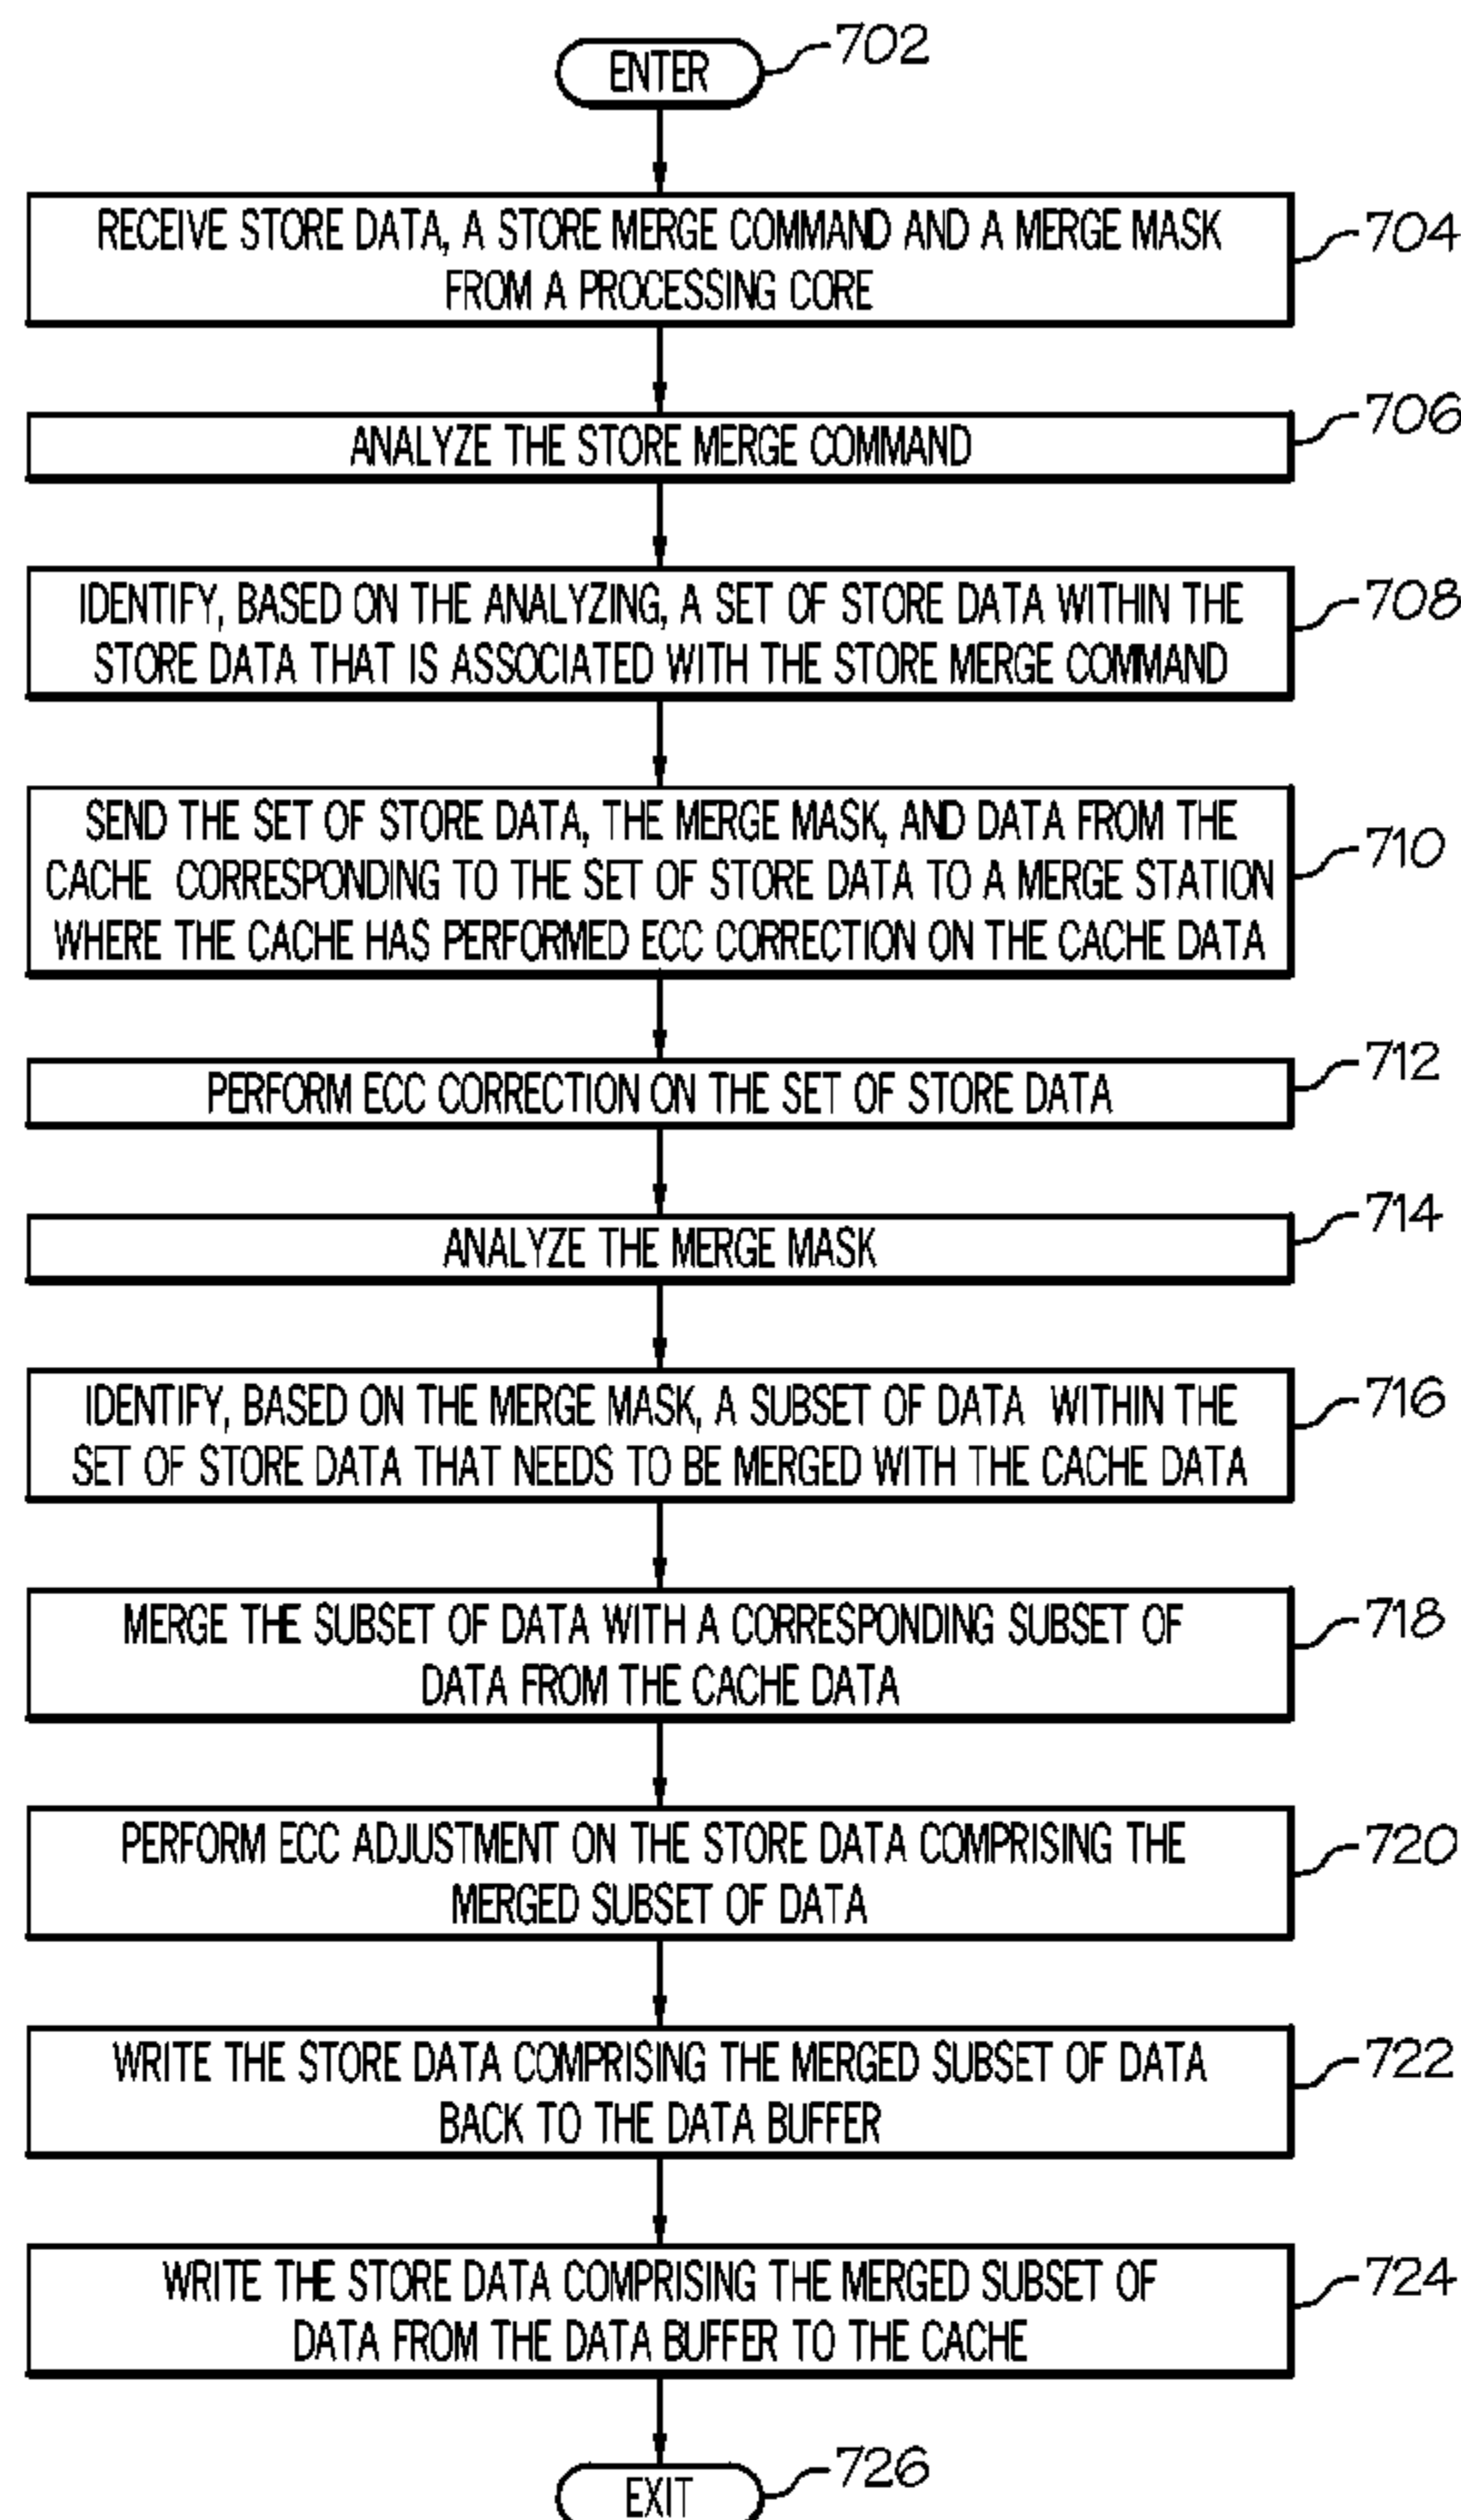 ENTER
702
RECEIVE STORE DATA, A STORE MERGE COMMAND AND A MERGE MASK
FROM A PROCESSING CORE
704
ANALYZE THE STORE MERGE COMMAND
706
IDENTIFY, BASED ON THE ANALYZING, A SET OF STORE DATA WITHIN THE
STORE DATA THAT IS ASSOCIATED WITH THE STORE MERGE COMMAND
708
SEND THE SET OF STORE DATA, THE MERGE MASK, AND DATA FROM THE
CACHE CORRESPONDING TO THE SET OF STORE DATA TO A MERGE STATION
WHERE THE CACHE HAS PERFORMED ECC CORRECTION ON THE CACHE DATA
710
PERFORM ECC CORRECTION ON THE SET OF STORE DATA
712
ANALYZE THE MERGE MASK
714
IDENTIFY, BASED ON THE MERGE MASK, A SUBSET OF DATA WITHIN THE
SET OF STORE DATA THAT NEEDS TO BE MERGED WITH THE CACHE DATA
716
MERGE THE SUBSET OF DATA WITH A CORRESPONDING SUBSET OF
DATA FROM THE CACHE DATA
718
PERFORM ECC ADJUSTMENT ON THE STORE DATA COMPRISING THE
MERGED SUBSET OF DATA
720
WRITE THE STORE DATA COMPRISING THE MERGED SUBSET OF DATA
BACK TO THE DATA BUFFER
722
WRITE THE STORE DATA COMPRISING THE MERGED SUBSET OF
DATA FROM THE DATA BUFFER TO THE CACHE
724
EXIT
726